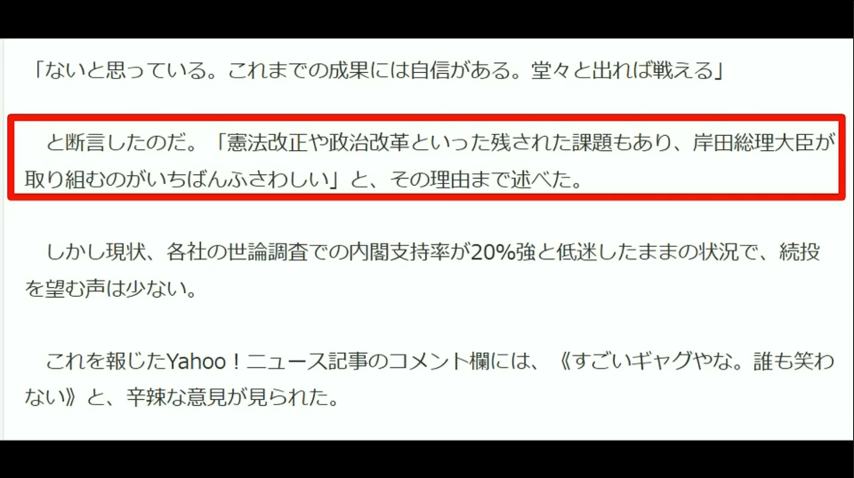 「ないと思っている。これまでの成果には自信がある。堂々と出れば戦える」
と断言したのだ。「憲法改正や政治改革といった残された課題もあり、岸田総理大臣が
取り組むのがいちばんふさわしい」と、その理由まで述べた。
しかし現状、各社の世論調査での内閣支持率が20%強と低迷したままの状況で、続投
を望む声は少ない。
これを報じたYahoo！ニュース記事のコメント欄には、《すごいギャグやな。誰も笑わ
ない》と、辛辣な意見が見られた。